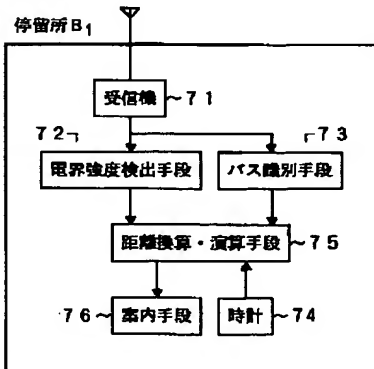 停留所B1
受信機 ~71
72 73
電界強度検出手段 バス識別手段
距離換算・演算手段 ~75
76~ 案内手段 時計 ~74